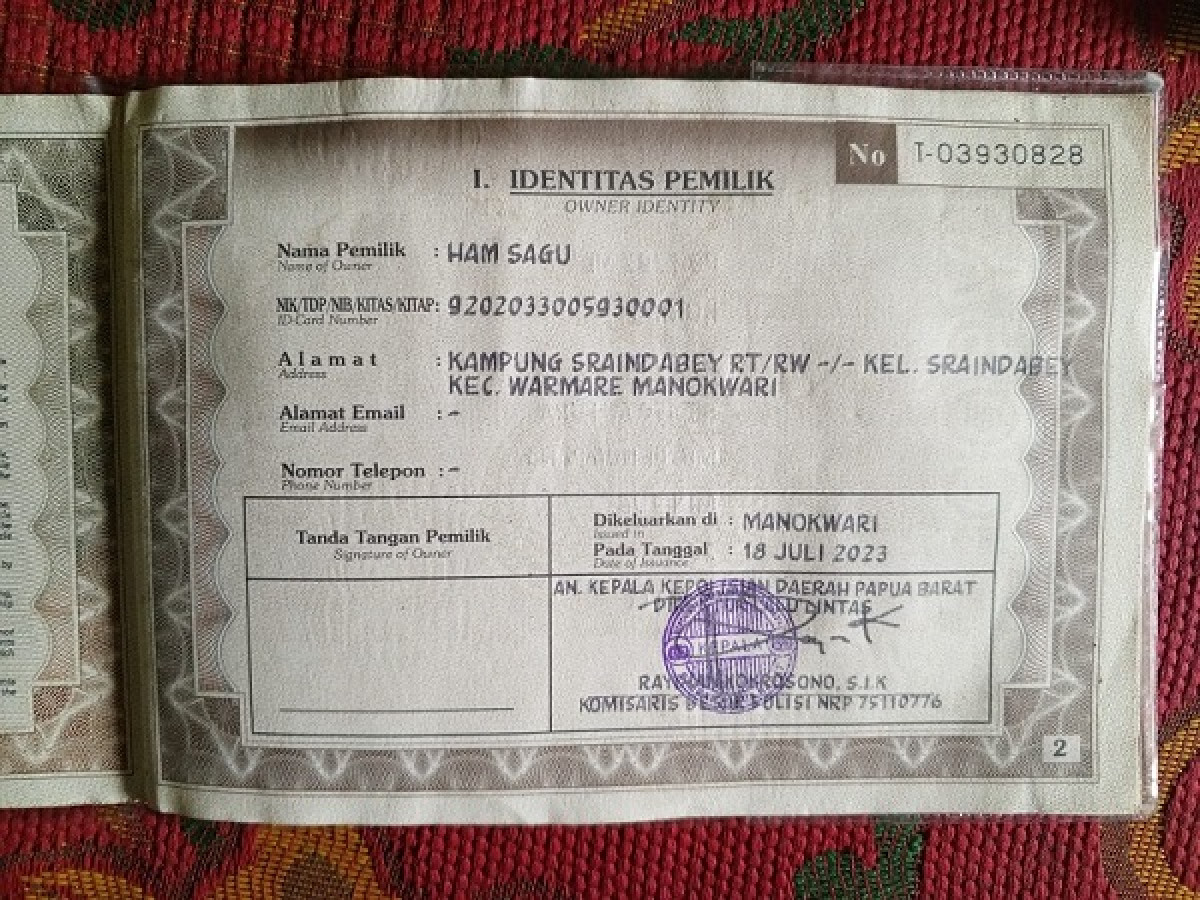 No T-03930828
I. IDENTITAS PEMILIK
OWNER IDENTITY
Nama Pemilik : HAM SAGU
Name of Owner
NIK/TDP/NIB/KITAS/KITAP: 9202033005930001
ID-Card Number
Alamat : KAMPUNG SRAINDABEY RT/RW -/- KEL. SRAINDABEY
Address
KEC. WARMARE MANOKWARI
Alamat Email : -
Email Address
Nomor Telepon : -
Phone Number
Tanda Tangan Pemilik
Signature of Owner
Dikeluarkan di : MANOKWARI
Issued in
Pada Tanggal : 18 JULI 2023
Date of Issuance
AN. KEPALA KEPOLISIAN DAERAH PAPUA BARAT
LINTAS
KEPALA
S.I.K
KOMISARIS BESAR POLISI NRP 75110776
2